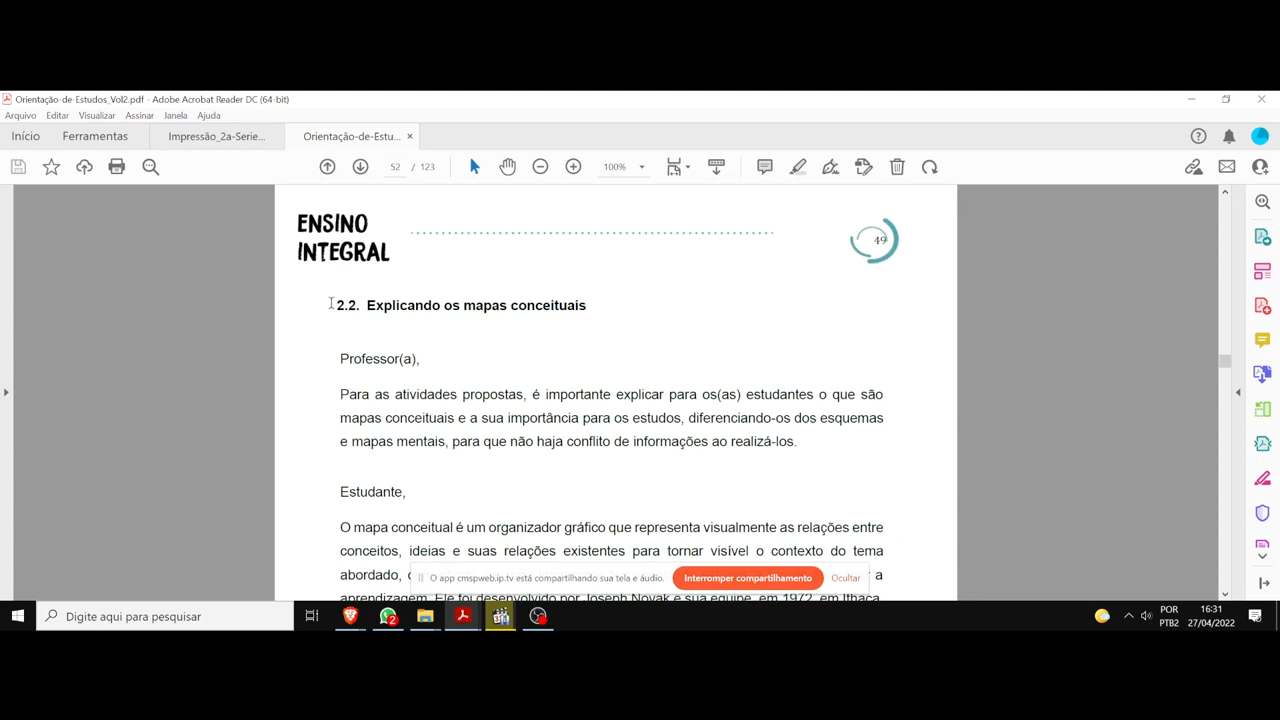 Orientação-de-Estudos_Vol2.pdf - Adobe Acrobat Reader DC (64-bit)
Arquivo Editar Visualizar Assinar Janela Ajuda
Início Ferramentas Impressão_2a-Serie... Orientação-de-Estu... ×
52 / 123 100%
ENSINO
INTEGRAL
49
2.2. Explicando os mapas conceituais
Professor(a),
Para as atividades propostas, é importante explicar para os(as) estudantes o que são
mapas conceituais e a sua importância para os estudos, diferenciando-os dos esquemas
e mapas mentais, para que não haja conflito de informações ao realizá-los.
Estudante,
O mapa conceitual é um organizador gráfico que representa visualmente as relações entre
conceitos, ideias e suas relações existentes para tornar visível o contexto do tema
abordado, a
O app cmspweb.ip.tv está compartilhando sua tela e áudio. Interromper compartilhamento Ocultar
aprendizagem. Ele foi desenvolvido por Joseph Novak e sua equipe, em 1972, em Ithaca,
Digite aqui para pesquisar
2
POR
PTB2
16:31
27/04/2022